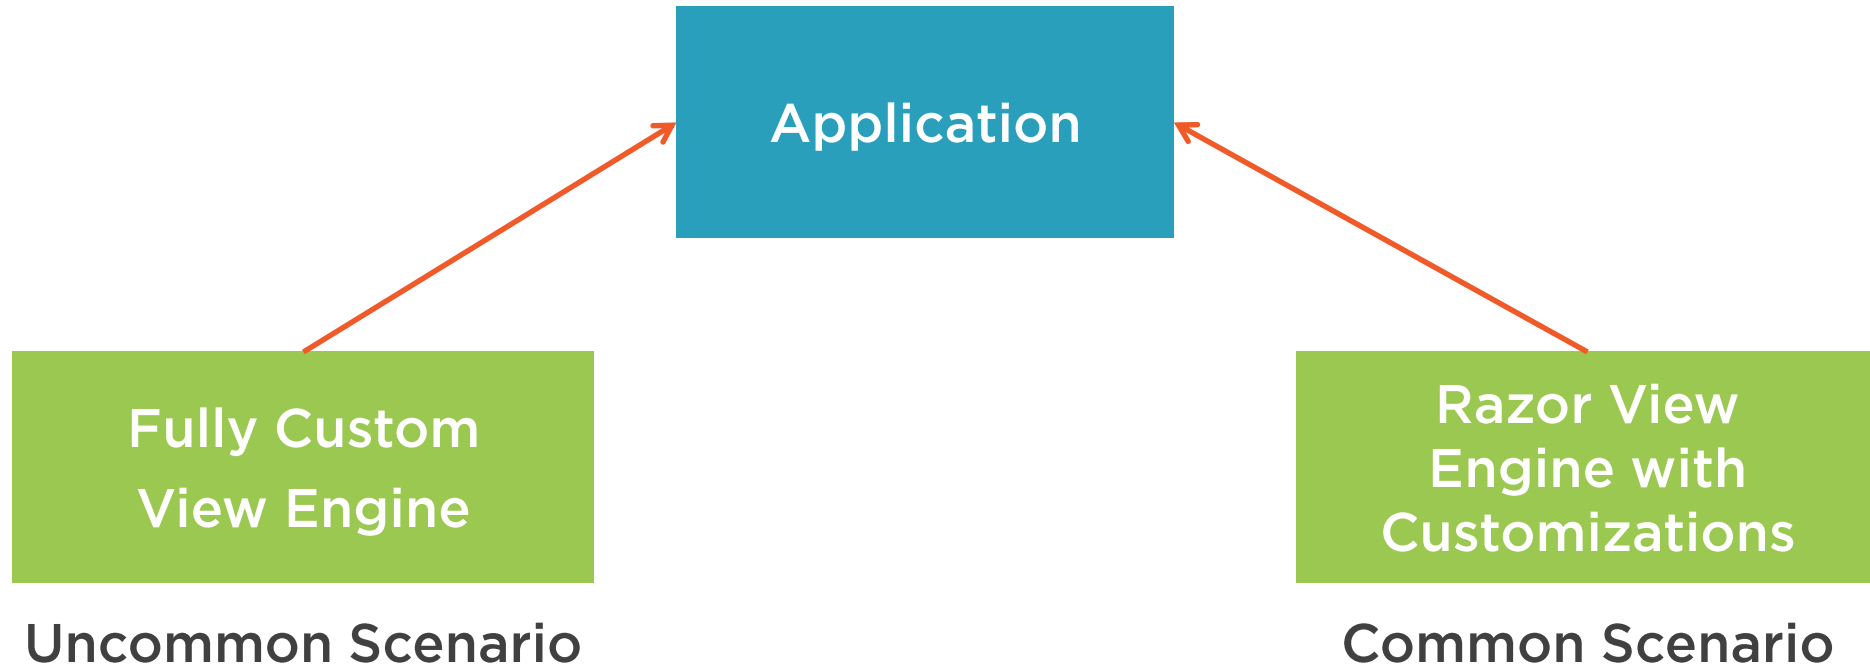 Application
Fully Custom
View Engine
Uncommon Scenario
Razor View
Engine with
Customizations
Common Scenario